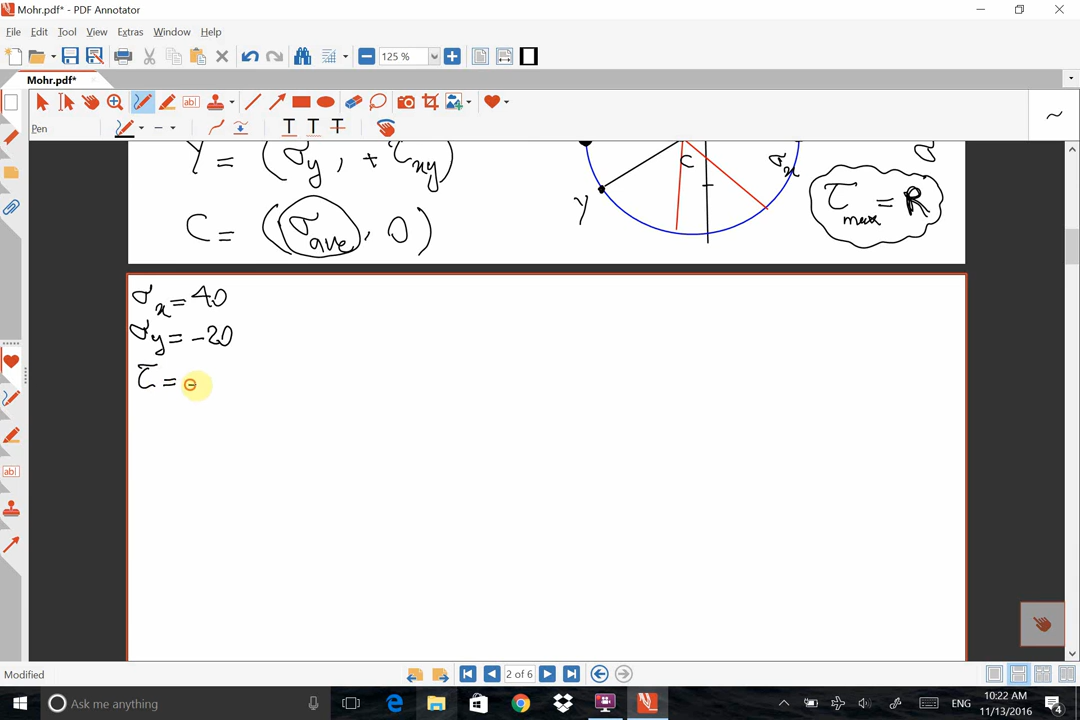 Mohr.pdf* - PDF Annotator
File Edit Tool View Extras Window Help
125 %
Mohr.pdf*
Pen
Y = (σy, + τxy)
C = (σave, 0)
C
Y
σx
σ
τmax = R
σx = 40
σy = -20
τ =
Modified
2 of 6
Ask me anything
ENG
10:22 AM
11/13/2016
4